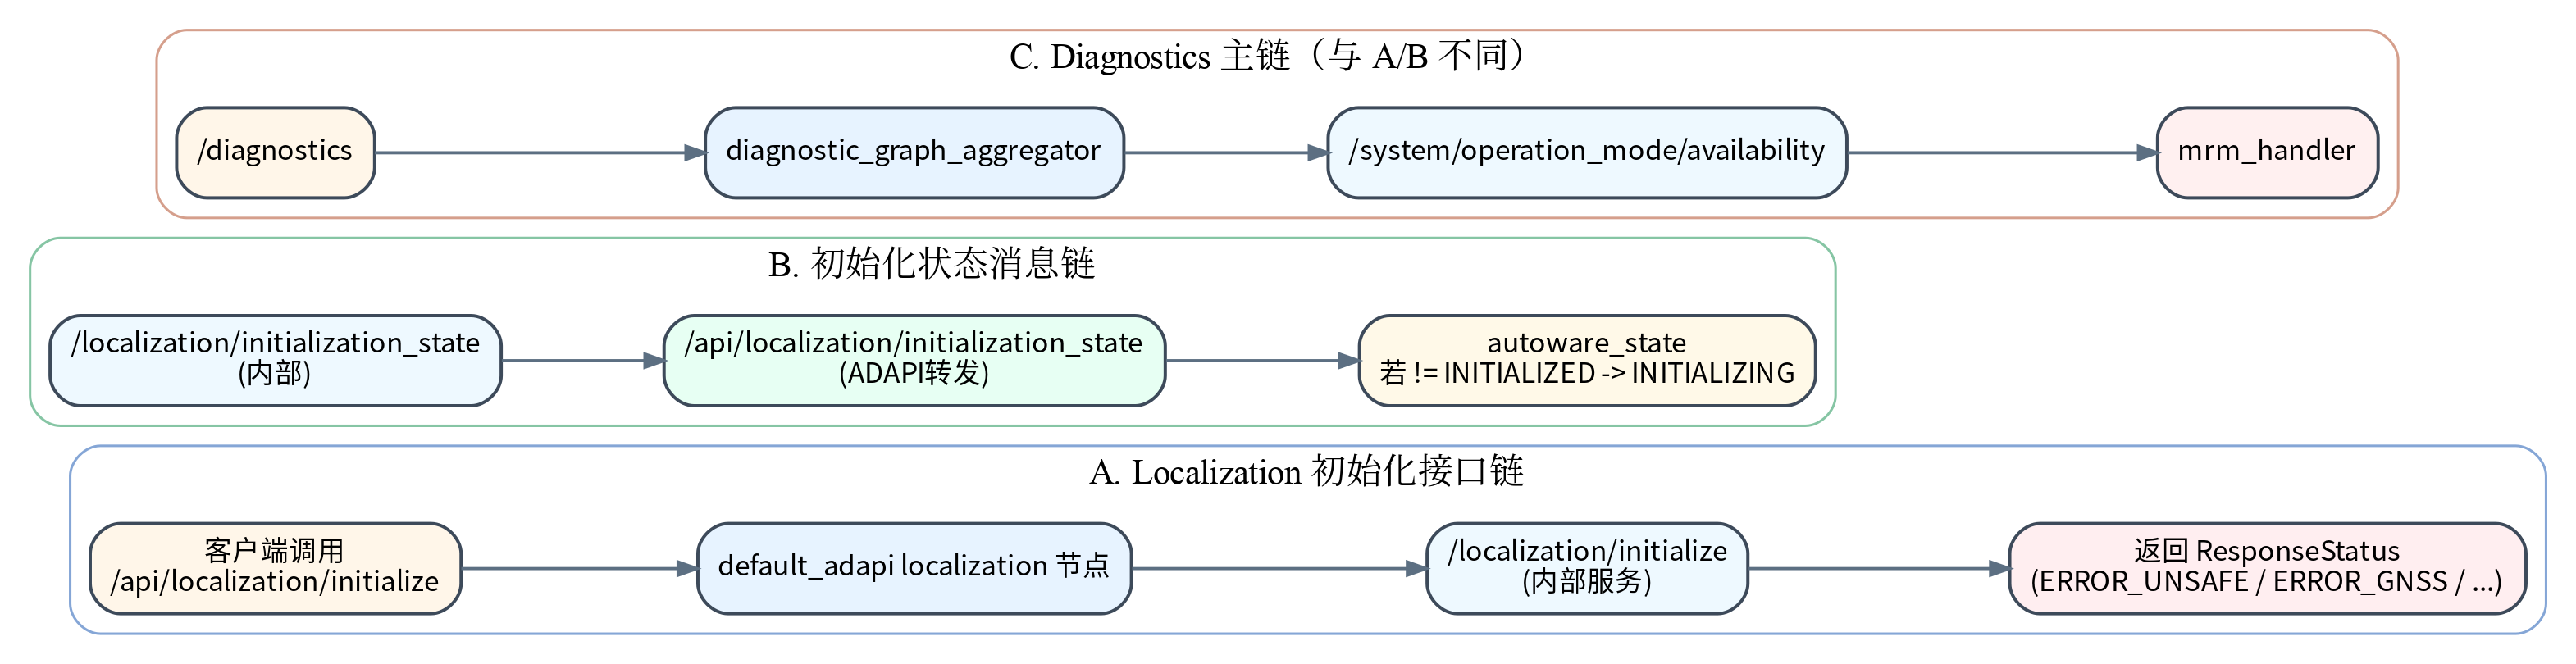 C. Diagnostics 主链（与 A/B 不同）
/diagnostics
diagnostic_graph_aggregator
/system/operation_mode/availability
mrm_handler
B. 初始化状态消息链
/localization/initialization_state
(内部)
/api/localization/initialization_state
(ADAPI转发)
autoware_state
若 != INITIALIZED -> INITIALIZING
A. Localization 初始化接口链
客户端调用
/api/localization/initialize
default_adapi localization 节点
/localization/initialize
(内部服务)
返回 ResponseStatus
(ERROR_UNSAFE / ERROR_GNSS / ...)